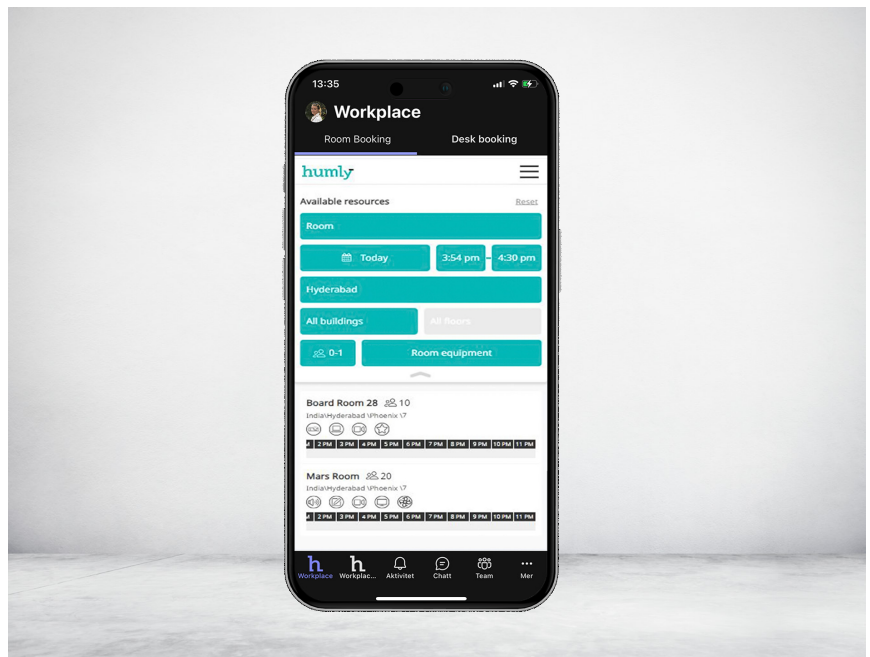 13:35
Workplace
Room Booking Desk booking
humly
Available resources Reset
Room
Today 3:54 pm - 4:30 pm
Hyderabad
All buildings All floors
0-1 Room equipment
Board Room 28 10
India\Hyderabad \Phoenix \7
2 PM 3 PM 4 PM 5 PM 6 PM 7 PM 8 PM 9 PM 10 PM 11 PM
Mars Room 20
India\Hyderabad \Phoenix \7
2 PM 3 PM 4 PM 5 PM 6 PM 7 PM 8 PM 9 PM 10 PM 11 PM
Workplace Workplac... Aktivitet Chatt Team Mer